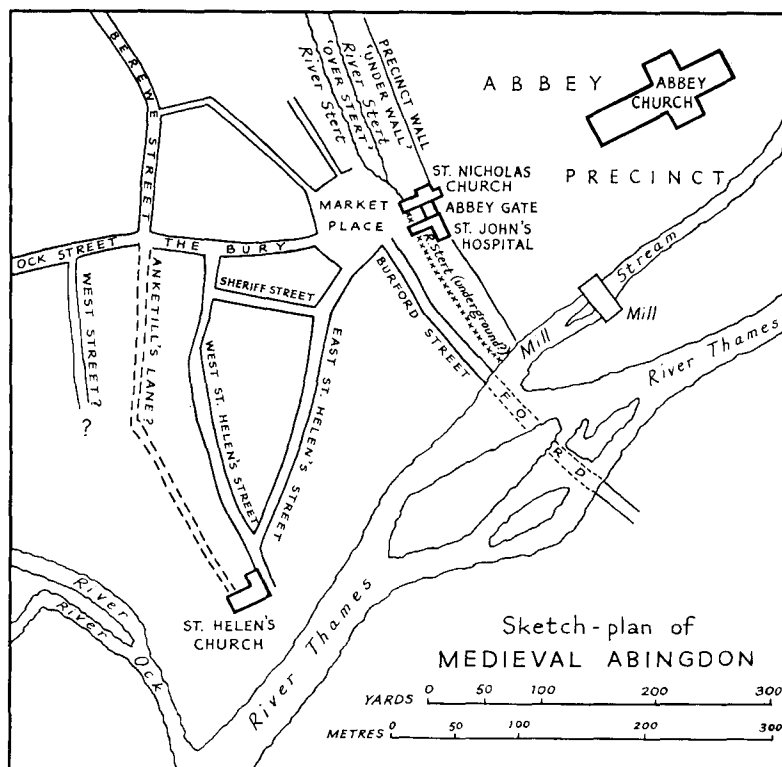 BEREWE STREET
River Stert
'OVER STERT'
River Stert
'UNDER WALL'
PRECINCT WALL
ABBEY
PRECINCT
ABBEY
CHURCH
ST. NICHOLAS
CHURCH
ABBEY GATE
ST. JOHN'S
HOSPITAL
MARKET
PLACE
OCK STREET
THE BURY
SHERIFF STREET
WEST STREET?
?
ANKETILL'S LANE?
WEST ST. HELEN'S STREET
EAST ST. HELEN'S STREET
BURFORD STREET
R. Stert (underground?)
Mill Stream
Mill
River Thames
FORD
ST. HELEN'S
CHURCH
River
River Ock
River Thames
Sketch-plan of
MEDIEVAL ABINGDON
YARDS 0 50 100 200 300
METRES 0 50 100 200 300